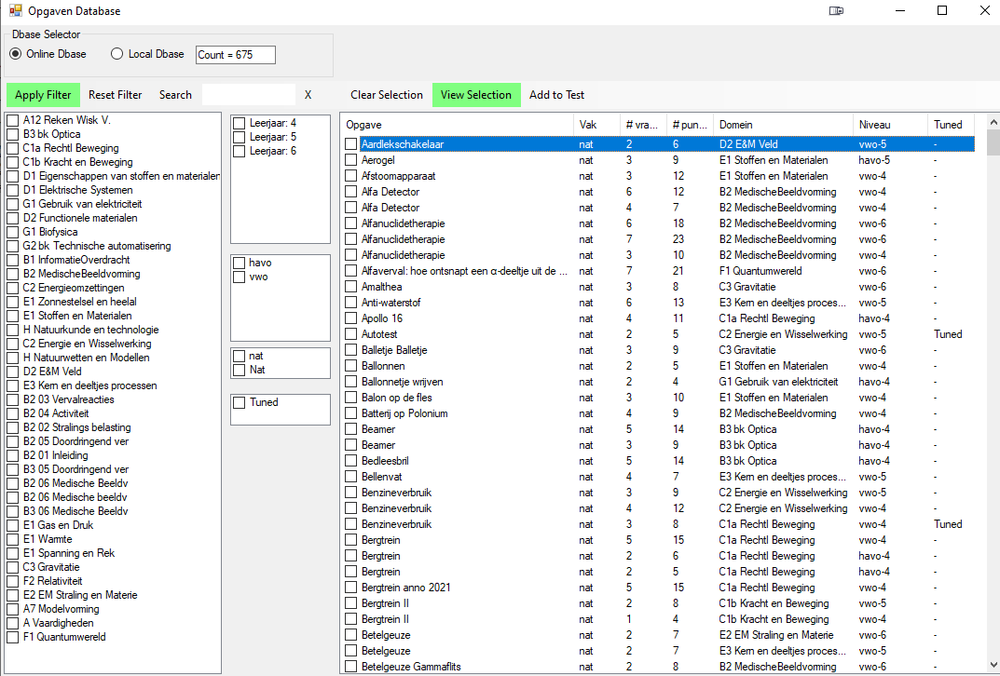 Opgaven Database
Dbase Selector
Online Dbase Local Dbase Count = 675
Apply Filter Reset Filter Search X Clear Selection View Selection Add to Test
A12 Reken Wisk V.
B3 bk Optica
C1a Rechtl Beweging
C1b Kracht en Beweging
D1 Eigenschappen van stoffen en materialen
D1 Elektrische Systemen
G1 Gebruik van elektriciteit
D2 Functionele materialen
G1 Biofysica
G2 bk Technische automatisering
B1 InformatieOverdracht
B2 MedischeBeeldvorming
C2 Energieomzettingen
E1 Zonnestelsel en heelal
E1 Stoffen en Materialen
H Natuurkunde en technologie
C2 Energie en Wisselwerking
H Natuurwetten en Modellen
D2 E&M Veld
E3 Kern en deeltjes processen
B2 03 Vervalreacties
B2 04 Activiteit
B2 02 Stralings belasting
B2 05 Doordringend ver
B2 01 Inleiding
B3 05 Doordringend ver
B2 06 Medische Beeldv
B2 06 Medische beeldv
B3 06 Medische Beeldv
E1 Gas en Druk
E1 Warmte
E1 Spanning en Rek
C3 Gravitatie
F2 Relativiteit
E2 EM Straling en Materie
A7 Modelvorming
A Vaardigheden
F1 Quantumwereld
Leerjaar: 4
Leerjaar: 5
Leerjaar: 6
havo
vwo
nat
Nat
Tuned
Opgave Vak # vra... # pun... Domein Niveau Tuned
Aardlekschakelaar nat 2 6 D2 E&M Veld vwo-5 -
Aerogel nat 3 9 E1 Stoffen en Materialen havo-5 -
Afstoomapparaat nat 3 12 E1 Stoffen en Materialen vwo-4 -
Alfa Detector nat 6 12 B2 MedischeBeeldvorming vwo-4 -
Alfa Detector nat 4 7 B2 MedischeBeeldvorming vwo-4 -
Alfanuclidetherapie nat 6 18 B2 MedischeBeeldvorming vwo-6 -
Alfanuclidetherapie nat 7 23 B2 MedischeBeeldvorming vwo-6 -
Alfanuclidetherapie nat 3 10 B2 MedischeBeeldvorming vwo-4 -
Alfaverval: hoe ontsnapt een α-deeltje uit de ... nat 7 21 F1 Quantumwereld vwo-6 -
Amalthea nat 3 8 C3 Gravitatie vwo-6 -
Anti-waterstof nat 6 13 E3 Kern en deeltjes proces... vwo-5 -
Apollo 16 nat 4 11 C1a Rechtl Beweging havo-4 -
Autotest nat 2 5 C2 Energie en Wisselwerking vwo-5 Tuned
Balletje Balletje nat 3 9 C3 Gravitatie vwo-6 -
Ballonnen nat 2 5 E1 Stoffen en Materialen vwo-4 -
Ballonnetje wrijven nat 2 4 G1 Gebruik van elektriciteit havo-4 -
Balon op de fles nat 3 10 E1 Stoffen en Materialen vwo-4 -
Batterij op Polonium nat 4 9 B2 MedischeBeeldvorming vwo-4 -
Beamer nat 5 14 B3 bk Optica havo-4 -
Beamer nat 3 9 B3 bk Optica havo-4 -
Bedleesbril nat 5 14 B3 bk Optica havo-4 -
Bellenvat nat 4 7 E3 Kern en deeltjes proces... vwo-5 -
Benzineverbruik nat 3 9 C2 Energie en Wisselwerking vwo-5 -
Benzineverbruik nat 4 12 C2 Energie en Wisselwerking vwo-4 -
Benzineverbruik nat 3 8 C1a Rechtl Beweging vwo-4 Tuned
Bergtrein nat 5 15 C1a Rechtl Beweging vwo-4 -
Bergtrein nat 2 6 C1a Rechtl Beweging havo-4 -
Bergtrein nat 2 5 C1a Rechtl Beweging havo-4 -
Bergtrein anno 2021 nat 5 15 C1a Rechtl Beweging vwo-4 -
Bergtrein II nat 2 8 C1b Kracht en Beweging vwo-5 -
Bergtrein II nat 1 4 C1b Kracht en Beweging vwo-4 -
Betelgeuze nat 2 7 E2 EM Straling en Materie vwo-6 -
Betelgeuze nat 2 7 E3 Kern en deeltjes proces... vwo-5 -
Betelgeuze Gammaflits nat 2 8 B2 MedischeBeeldvorming vwo-6 -